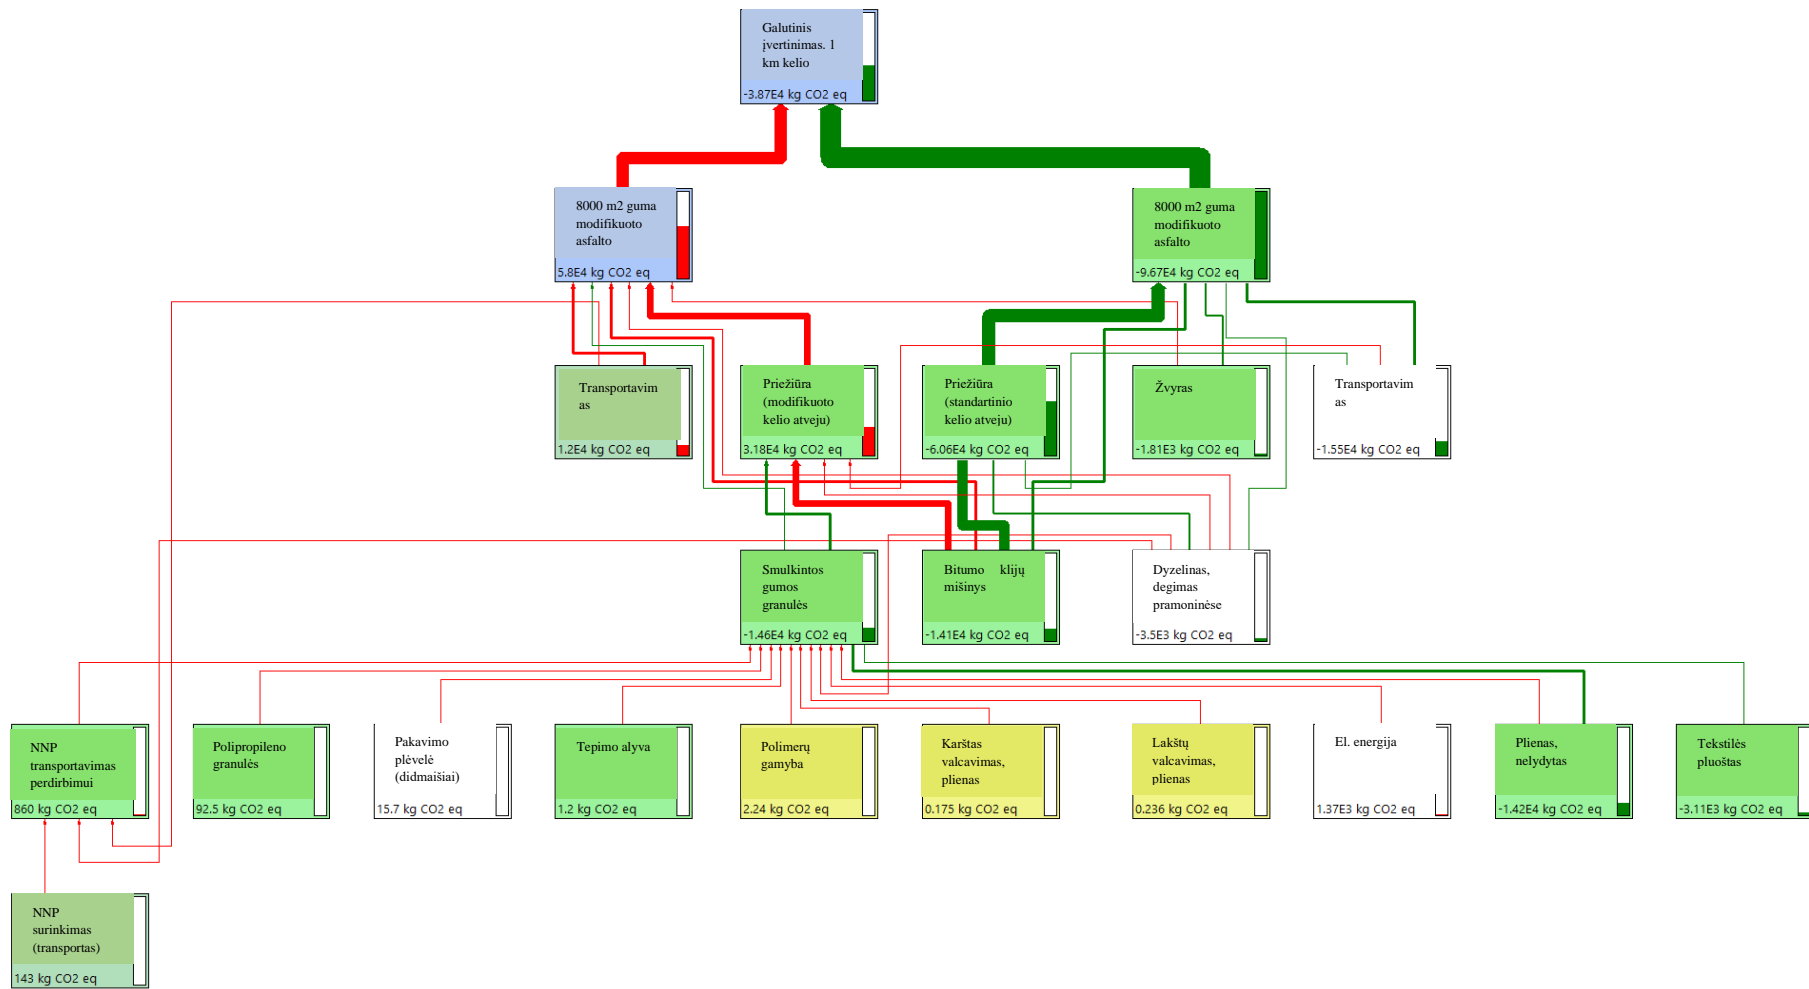 Galutinis
įvertinimas. 1
km kelio
-3.87E4 kg CO2 eq
8000 m2 guma
modifikuoto
asfalto
5.8E4 kg CO2 eq
8000 m2 guma
modifikuoto
asfalto
-9.67E4 kg CO2 eq
Transportavim
as
1.2E4 kg CO2 eq
Priežiūra
(modifikuoto
kelio atveju)
3.18E4 kg CO2 eq
Priežiūra
(standartinio
kelio atveju)
-6.06E4 kg CO2 eq
Žvyras
-1.81E3 kg CO2 eq
Transportavim
as
-1.55E4 kg CO2 eq
Smulkintos
gumos
granulės
-1.46E4 kg CO2 eq
Bitumo klijų
mišinys
-1.41E4 kg CO2 eq
Dyzelinas,
degimas
pramoninėse
-3.5E3 kg CO2 eq
NNP
transportavimas
perdirbimui
860 kg CO2 eq
Polipropileno
granulės
92.5 kg CO2 eq
Pakavimo
plėvelė
(didmaišiai)
15.7 kg CO2 eq
Tepimo alyva
1.2 kg CO2 eq
Polimerų
gamyba
2.24 kg CO2 eq
Karštas
valcavimas,
plienas
0.175 kg CO2 eq
Lakštų
valcavimas,
plienas
0.236 kg CO2 eq
El. energija
1.37E3 kg CO2 eq
Plienas,
nelydytas
-1.42E4 kg CO2 eq
Tekstilės
pluoštas
-3.11E3 kg CO2 eq
NNP
surinkimas
(transportas)
143 kg CO2 eq